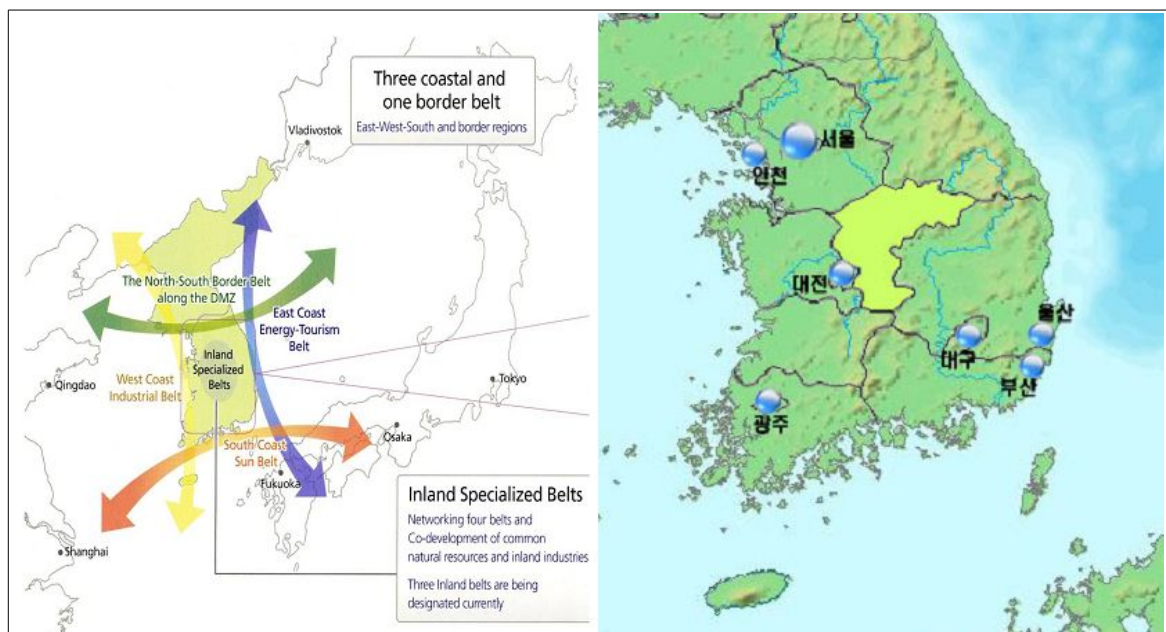 Three coastal and
one border belt
East-West-South and border regions
Vladivostok
The North-South Border Belt
along the DMZ
East Coast
Energy-Tourism
Belt
Inland
Specialized
Belts
West Coast
Industrial Belt
Qingdao
Tokyo
Osaka
South Coast
Sun Belt
Fukuoka
Shanghai
Inland Specialized Belts
Networking four belts and
Co-development of common
natural resources and inland industries
Three Inland belts are being
designated currently
서울
인천
대전
울산
대구
부산
광주